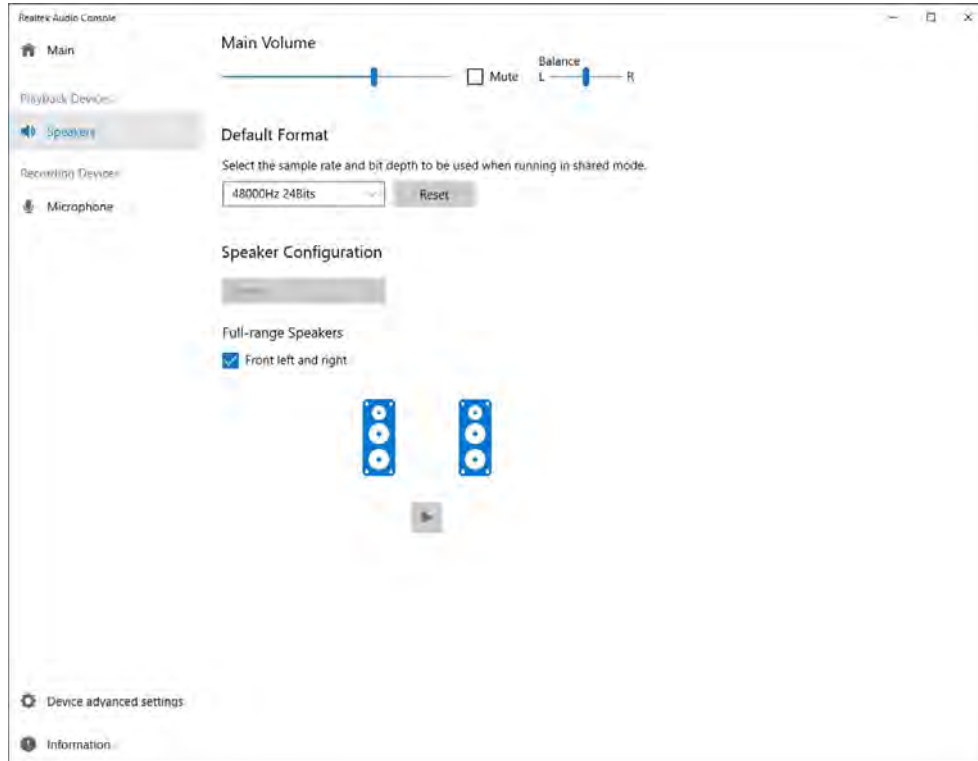 Realtek Audio Console
Main
Playback Devices
Speakers
Recording Devices
Microphone
Device advanced settings
Information
Main Volume
Mute
Balance
L
R
Default Format
Select the sample rate and bit depth to be used when running in shared mode.
48000Hz 24Bits
Reset
Speaker Configuration
Full-range Speakers
Front left and right